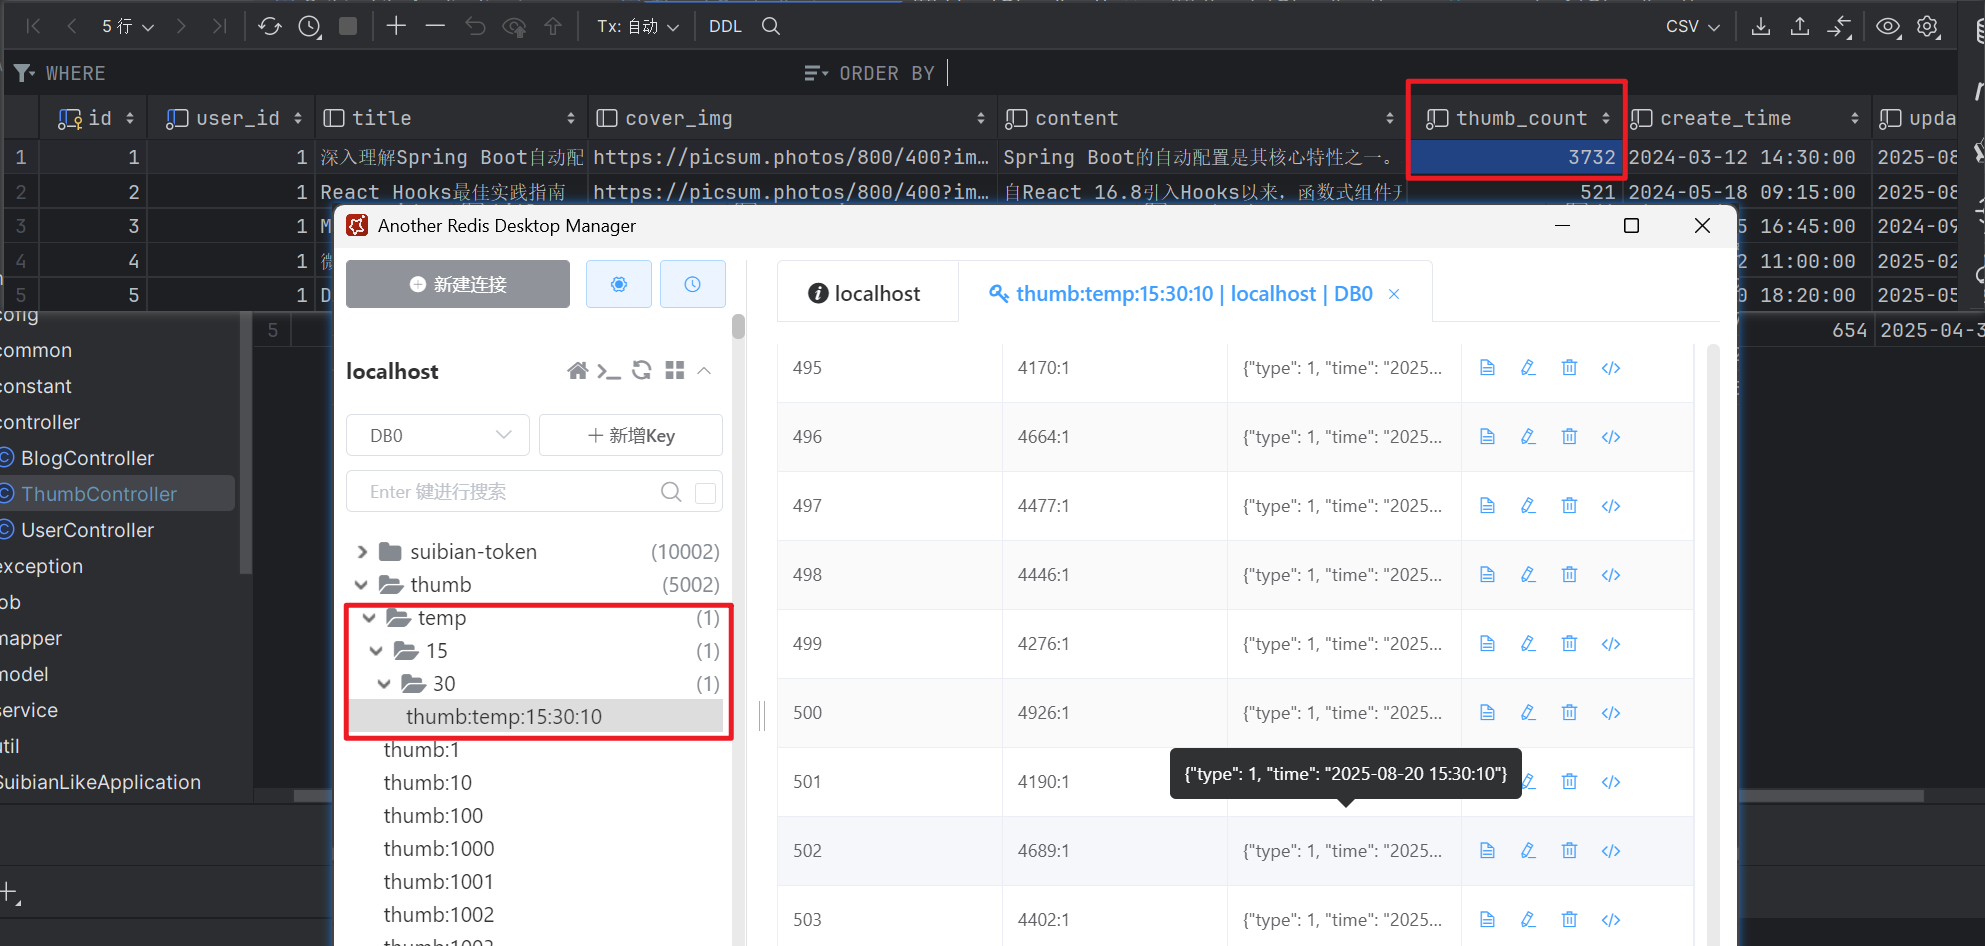 5 行
Tx: 自动
DDL
CSV
WHERE
ORDER BY
id user_id title cover_img content thumb_count create_time upda
1 1 1 深入理解Spring Boot自动配 https://picsum.photos/800/400?im… Spring Boot的自动配置是其核心特性之一。 3732 2024-03-12 14:30:00 2025-08
2 2 1 React Hooks最佳实践指南 https://picsum.photos/800/400?im… 自React 16.8引入Hooks以来，函数式组件 521 2024-05-18 09:15:00 2025-08
3 3 1 M 5 16:45:00 2024-09
4 4 1 微 2 11:00:00 2025-02
5 5 1 D 0 18:20:00 2025-05
5 654 2025-04-3
onfig
common
constant
controller
BlogController
ThumbController
UserController
exception
job
mapper
model
service
util
SuibianLikeApplication
Another Redis Desktop Manager
新建连接
localhost
DB0
新增Key
Enter 键进行搜索
suibian-token (10002)
thumb (5002)
temp (1)
15 (1)
30 (1)
thumb:temp:15:30:10
thumb:1
thumb:10
thumb:100
thumb:1000
thumb:1001
thumb:1002
thumb:1003
localhost
thumb:temp:15:30:10 | localhost | DB0
495 4170:1 {"type": 1, "time": "2025...
496 4664:1 {"type": 1, "time": "2025...
497 4477:1 {"type": 1, "time": "2025...
498 4446:1 {"type": 1, "time": "2025...
499 4276:1 {"type": 1, "time": "2025...
500 4926:1 {"type": 1, "time": "2025...
501 4190:1
{"type": 1, "time": "2025-08-20 15:30:10"}
502 4689:1 {"type": 1, "time": "2025...
503 4402:1 {"type": 1, "time": "2025...